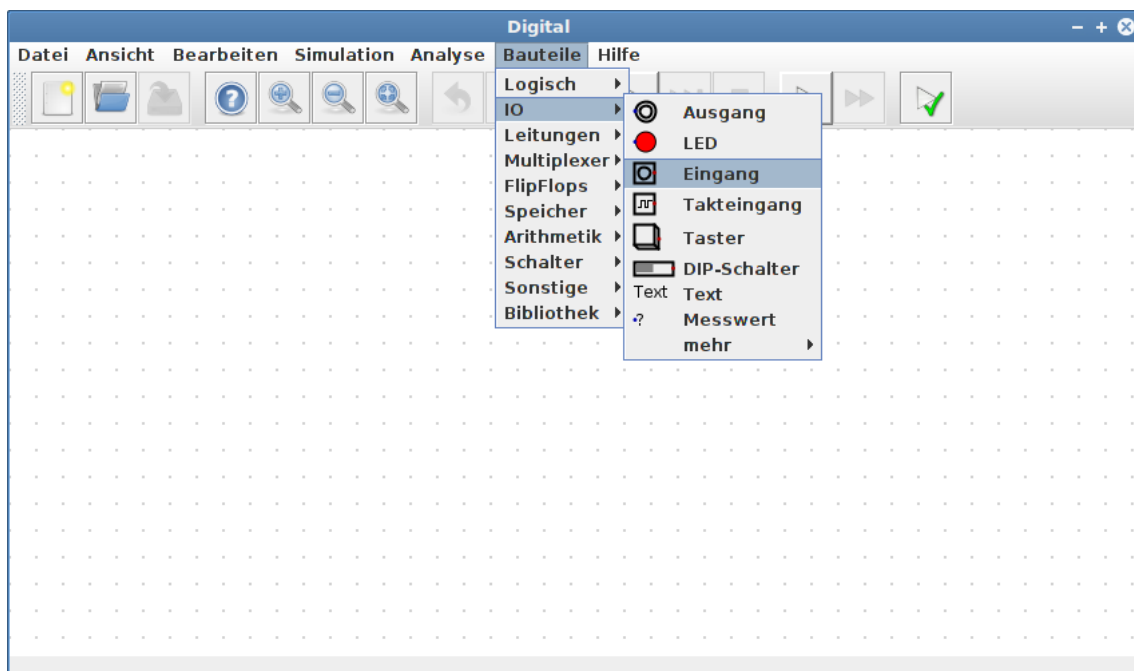 Digital
Datei Ansicht Bearbeiten Simulation Analyse Bauteile Hilfe
Logisch
IO
Leitungen
Multiplexer
FlipFlops
Speicher
Arithmetik
Schalter
Sonstige
Bibliothek
Ausgang
LED
Eingang
Takteingang
Taster
DIP-Schalter
Text Text
Messwert
mehr